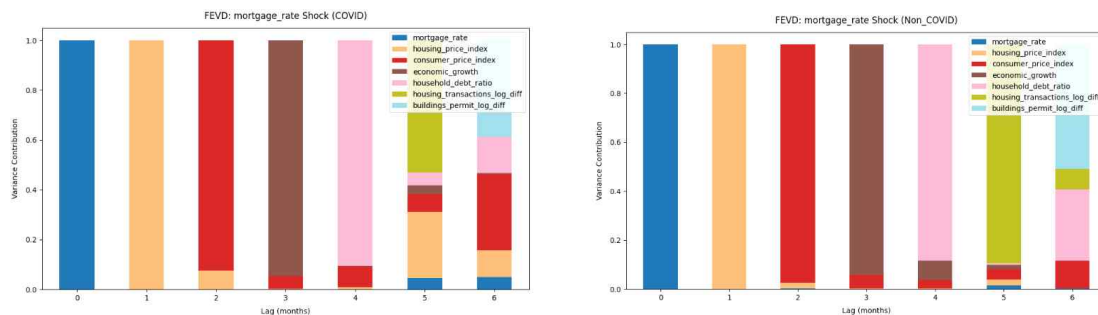 FEVD: mortgage_rate Shock (COVID)
1.0
0.8
0.6
0.4
0.2
0.0
Variance Contribution
0 1 2 3 4 5 6
Lag (months)
mortgage_rate
housing_price_index
consumer_price_index
economic_growth
household_debt_ratio
housing_transactions_log_diff
buildings_permit_log_diff
FEVD: mortgage_rate Shock (Non_COVID)
1.0
0.8
0.6
0.4
0.2
0.0
Variance Contribution
0 1 2 3 4 5 6
Lag (months)
mortgage_rate
housing_price_index
consumer_price_index
economic_growth
household_debt_ratio
housing_transactions_log_diff
buildings_permit_log_diff